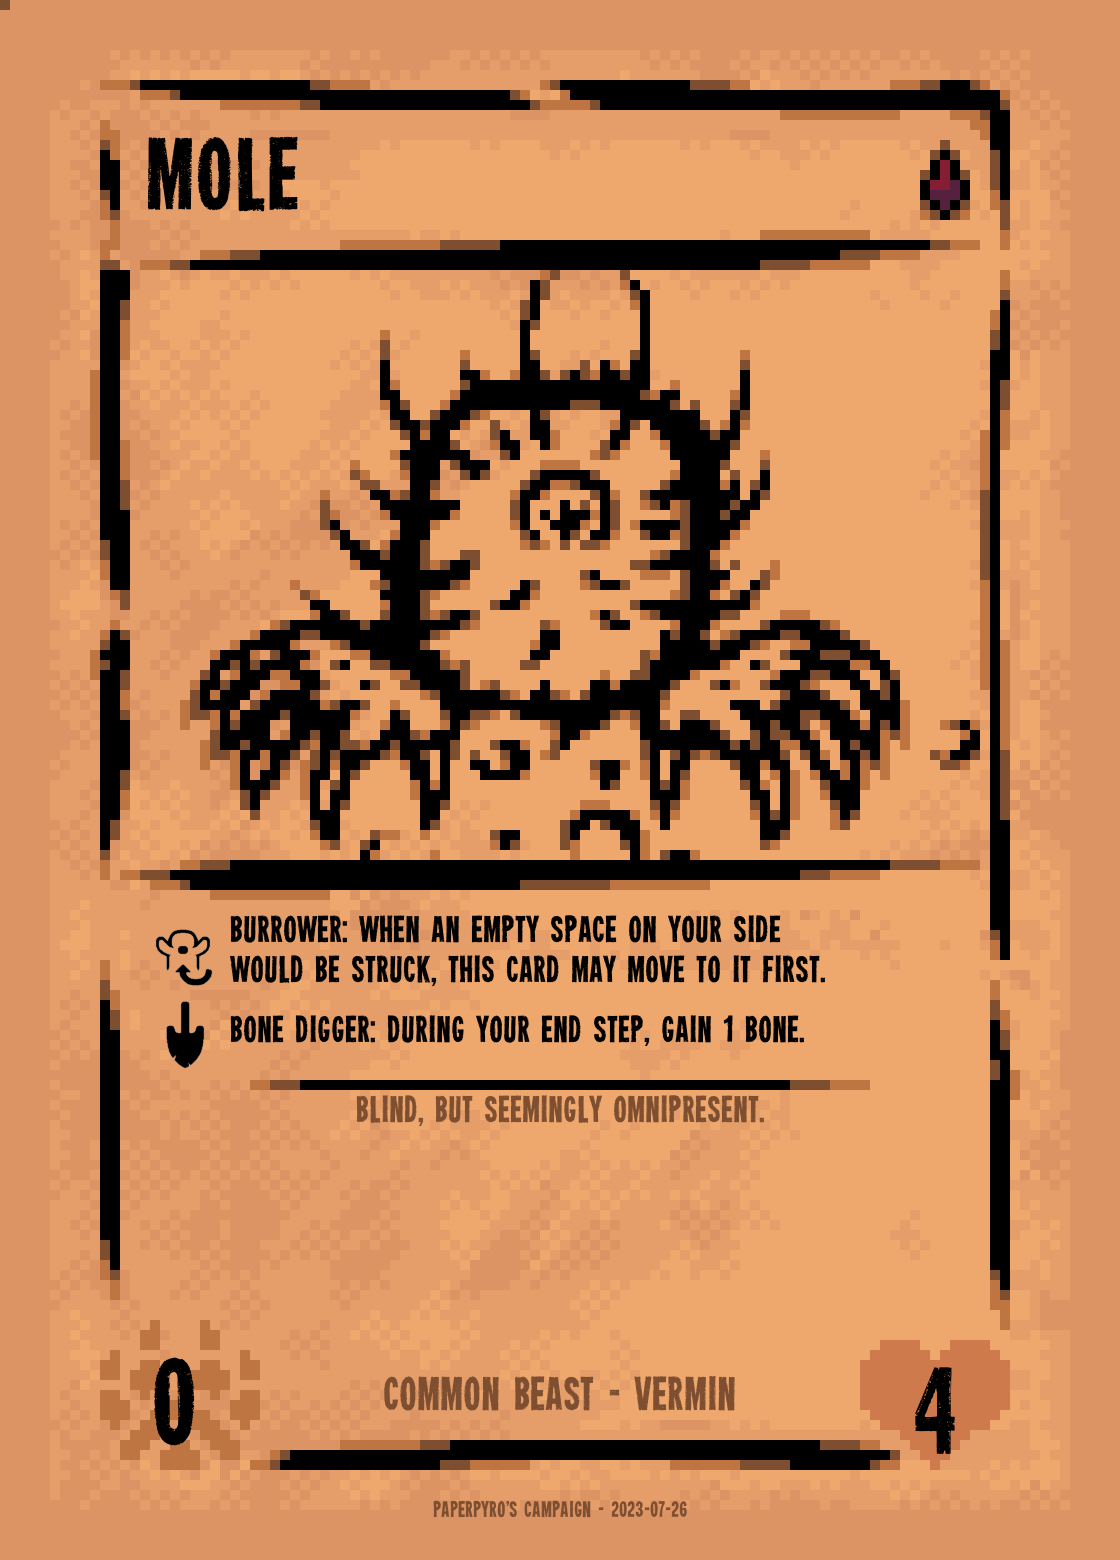 MOLE
BURROWER: WHEN AN EMPTY SPACE ON YOUR SIDE
WOULD BE STRUCK, THIS CARD MAY MOVE TO IT FIRST.
BONE DIGGER: DURING YOUR END STEP, GAIN 1 BONE.
BLIND, BUT SEEMINGLY OMNIPRESENT.
0
COMMON BEAST - VERMIN
4
PAPERPYRO'S CAMPAIGN - 2023-07-26